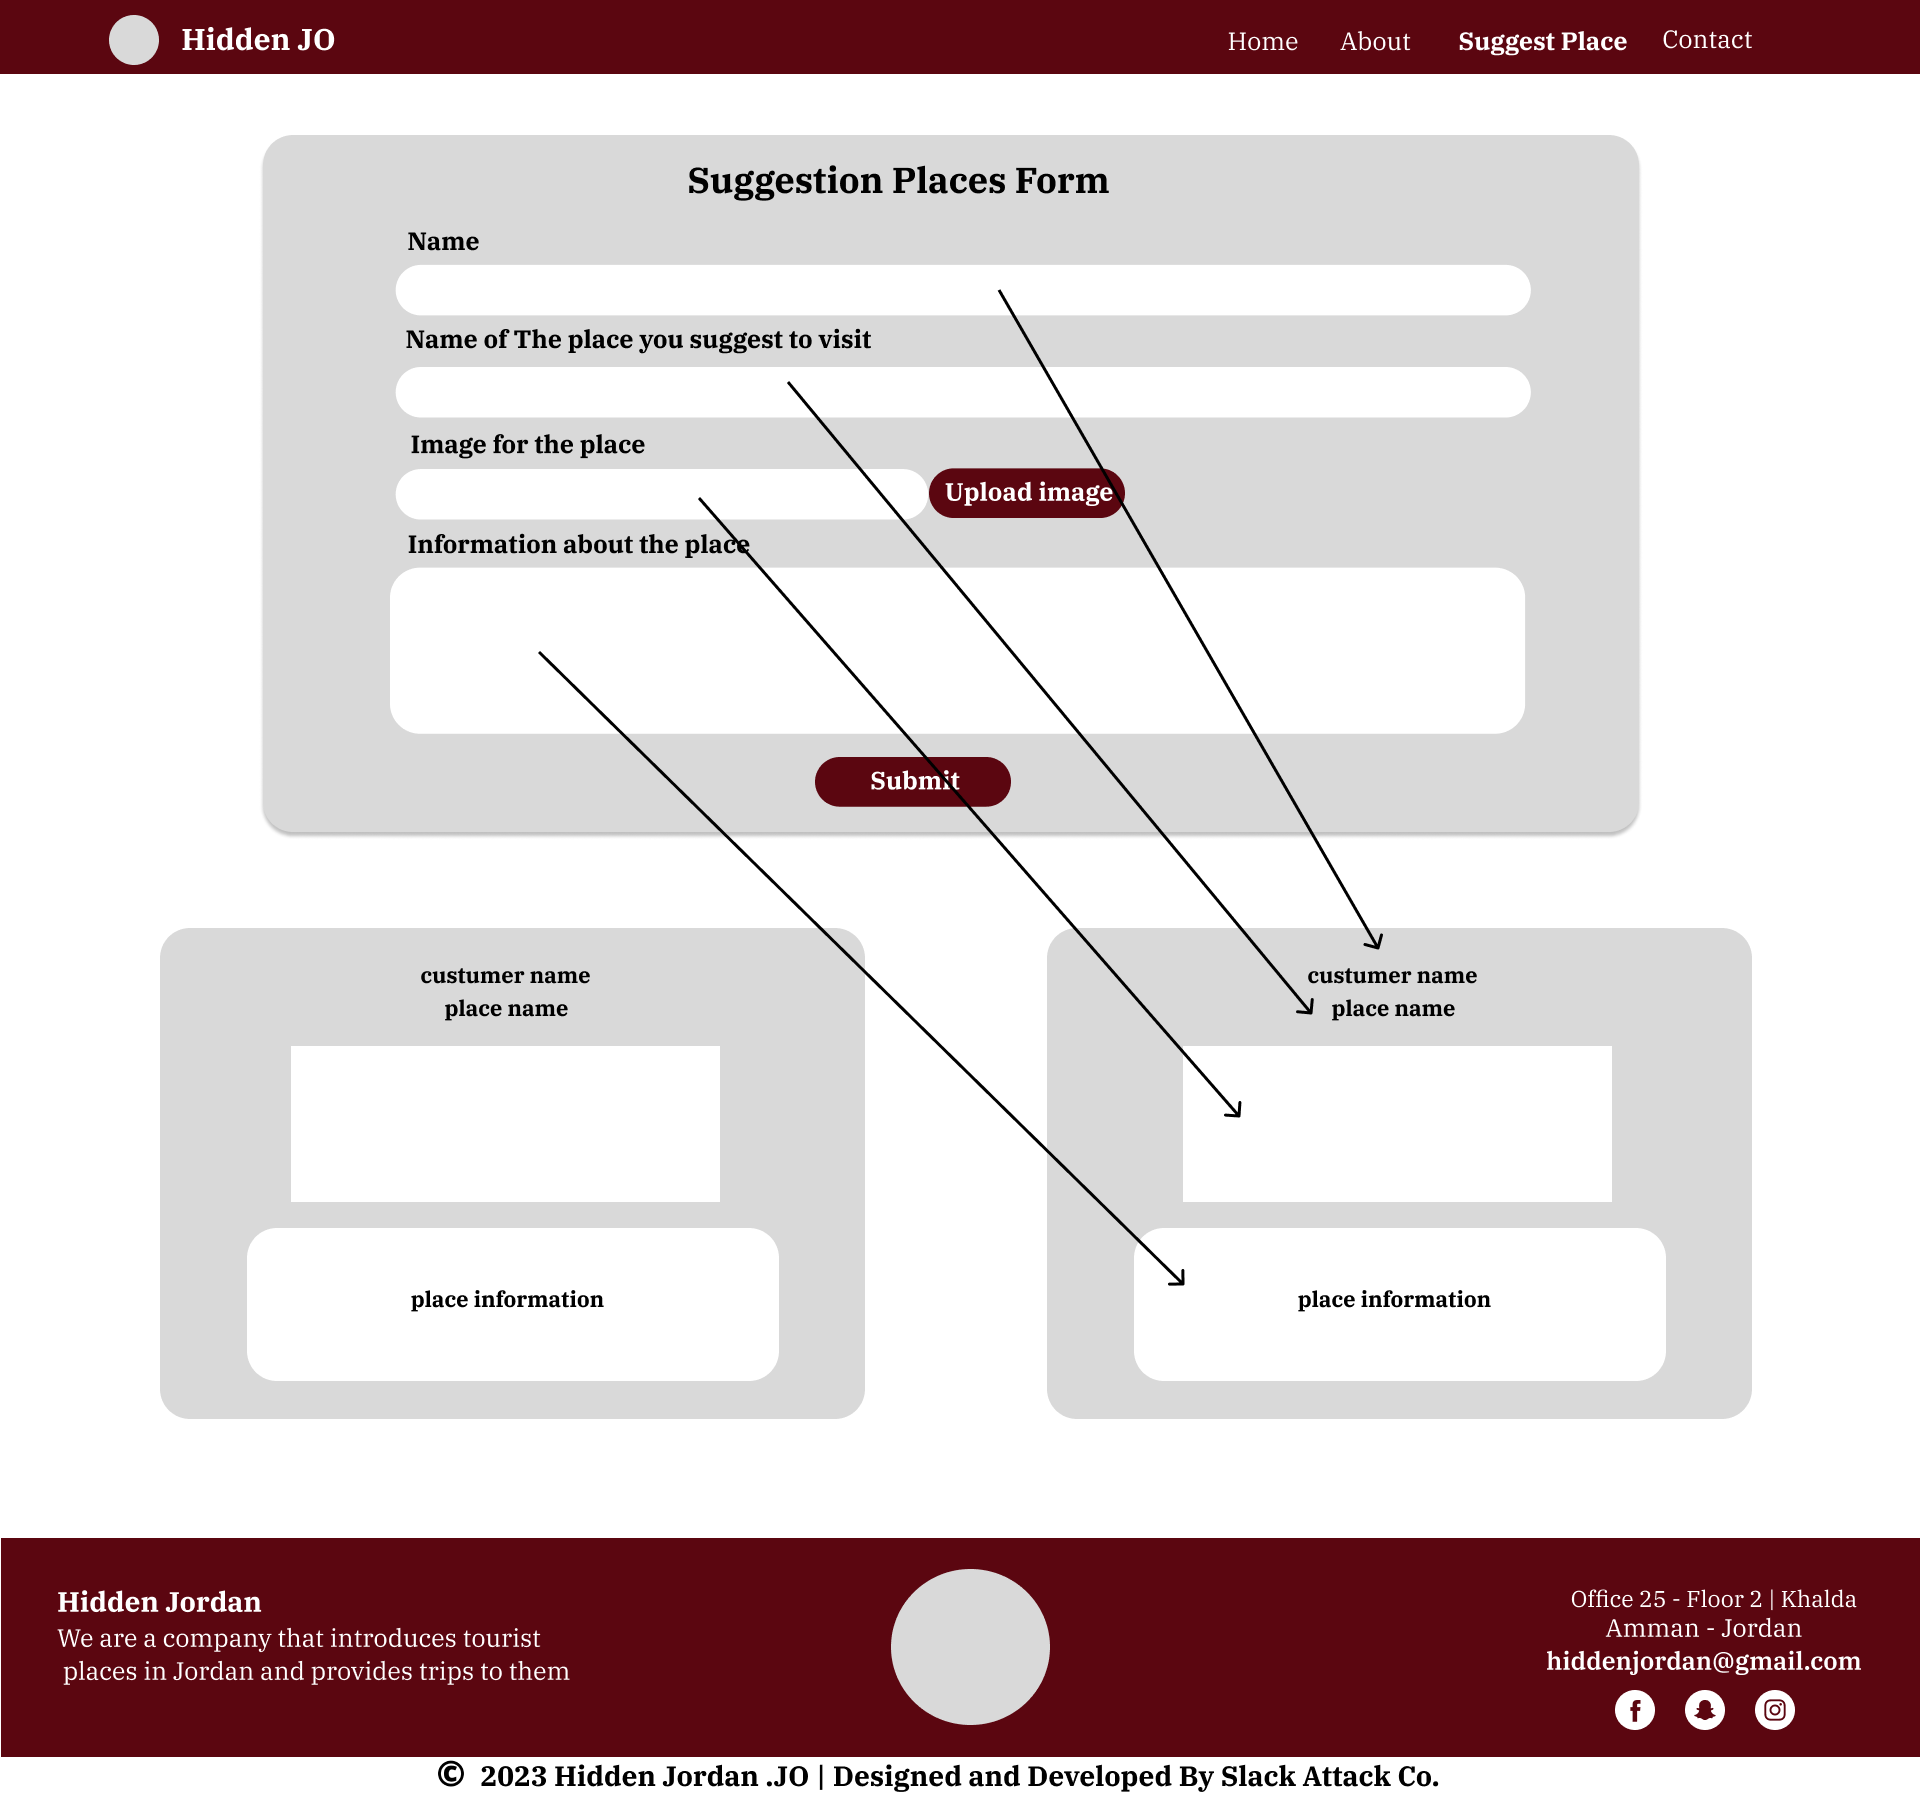 Hidden JO
Home About Suggest Place Contact
Suggestion Places Form
Name
Name of The place you suggest to visit
Image for the place
Upload image
Information about the place
Submit
custumer name
place name
place information
custumer name
place name
place information
Hidden Jordan
We are a company that introduces tourist
places in Jordan and provides trips to them
Office 25 - Floor 2 | Khalda
Amman - Jordan
hiddenjordan@gmail.com
© 2023 Hidden Jordan .JO | Designed and Developed By Slack Attack Co.